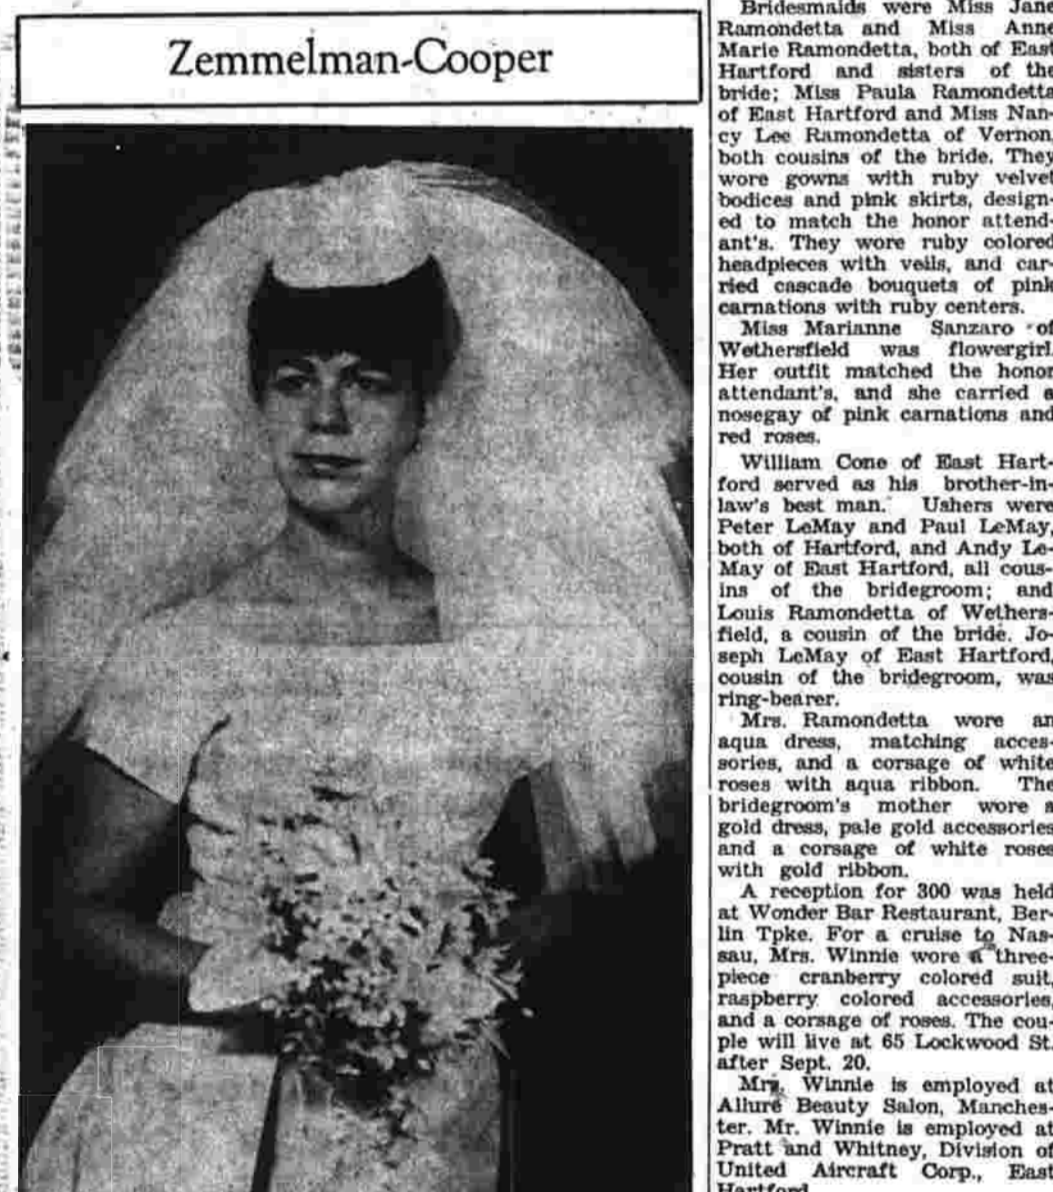 Zemmelman-Cooper
Bridesmaids were Miss Jane
Ramondetta and Miss Anne
Marie Ramondetta, both of East
Hartford and sisters of the
bride; Miss Paula Ramondetta
of East Hartford and Miss Nan-
cy Lee Ramondetta of Vernon,
both cousins of the bride. They
wore gowns with ruby velvet
bodices and pink skirts, design-
ed to match the honor attend-
ant's. They wore ruby colored
headpieces with veils, and car-
ried cascade bouquets of pink
carnations with ruby centers.
Miss Marianne Sanzaro of
Wethersfield was flowergirl.
Her outfit matched the honor
attendant's, and she carried a
nosegay of pink carnations and
red roses.
William Cone of East Hart-
ford served as his brother-in-
law's best man. Ushers were
Peter LeMay and Paul LeMay,
both of Hartford, and Andy Le-
May of East Hartford, all cous-
ins of the bridegroom; and
Louis Ramondetta of Wethers-
field, a cousin of the bride. Jo-
seph LeMay of East Hartford,
cousin of the bridegroom, was
ring-bearer.
Mrs. Ramondetta wore an
aqua dress, matching acces-
sories, and a corsage of white
roses with aqua ribbon. The
bridegroom's mother wore a
gold dress, pale gold accessories
and a corsage of white roses
with gold ribbon.
A reception for 300 was held
at Wonder Bar Restaurant, Ber-
lin Tpke. For a cruise to Nas-
sau, Mrs. Winnie wore a three-
piece cranberry colored suit,
raspberry colored accessories,
and a corsage of roses. The cou-
ple will live at 65 Lockwood St.
after Sept. 20.
Mrs. Winnie is employed at
Allure Beauty Salon, Manches-
ter. Mr. Winnie is employed at
Pratt and Whitney, Division of
United Aircraft Corp., East
Hartford